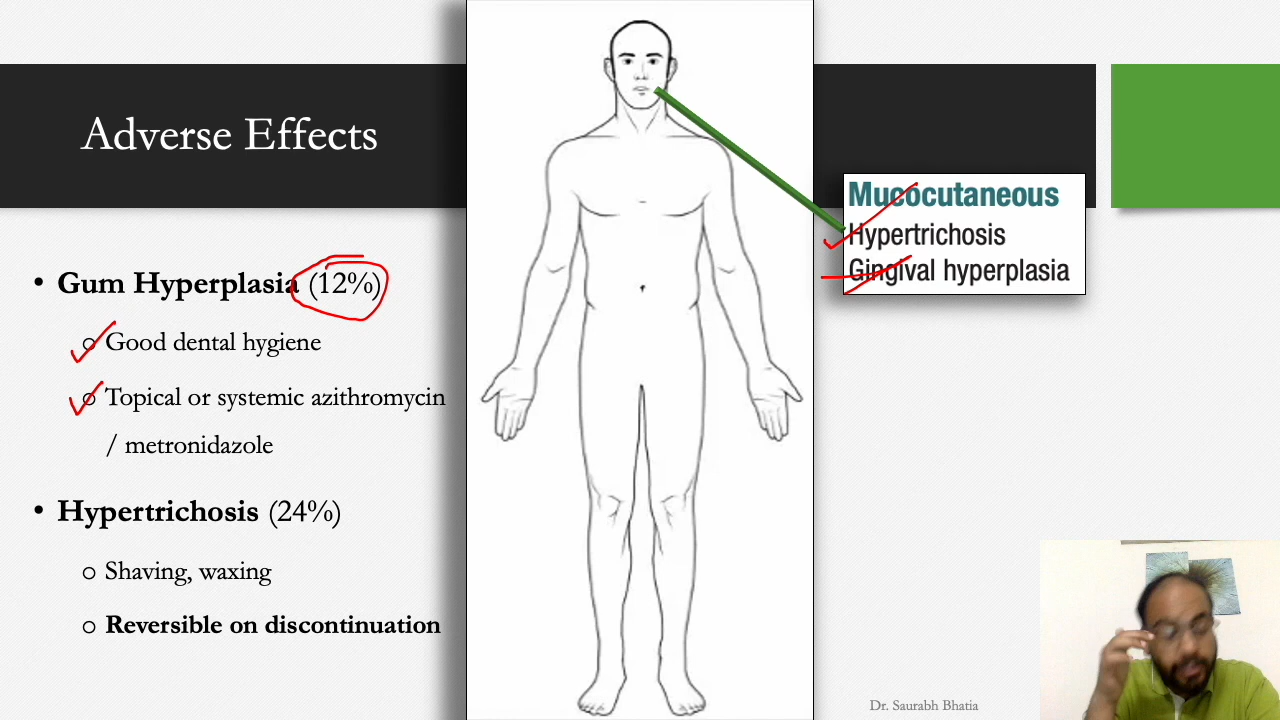 Adverse Effects
• Gum Hyperplasia (12%)
o Good dental hygiene
o Topical or systemic azithromycin
/ metronidazole
• Hypertrichosis (24%)
o Shaving, waxing
o Reversible on discontinuation
Mucocutaneous
Hypertrichosis
Gingival hyperplasia
Dr. Saurabh Bhatia